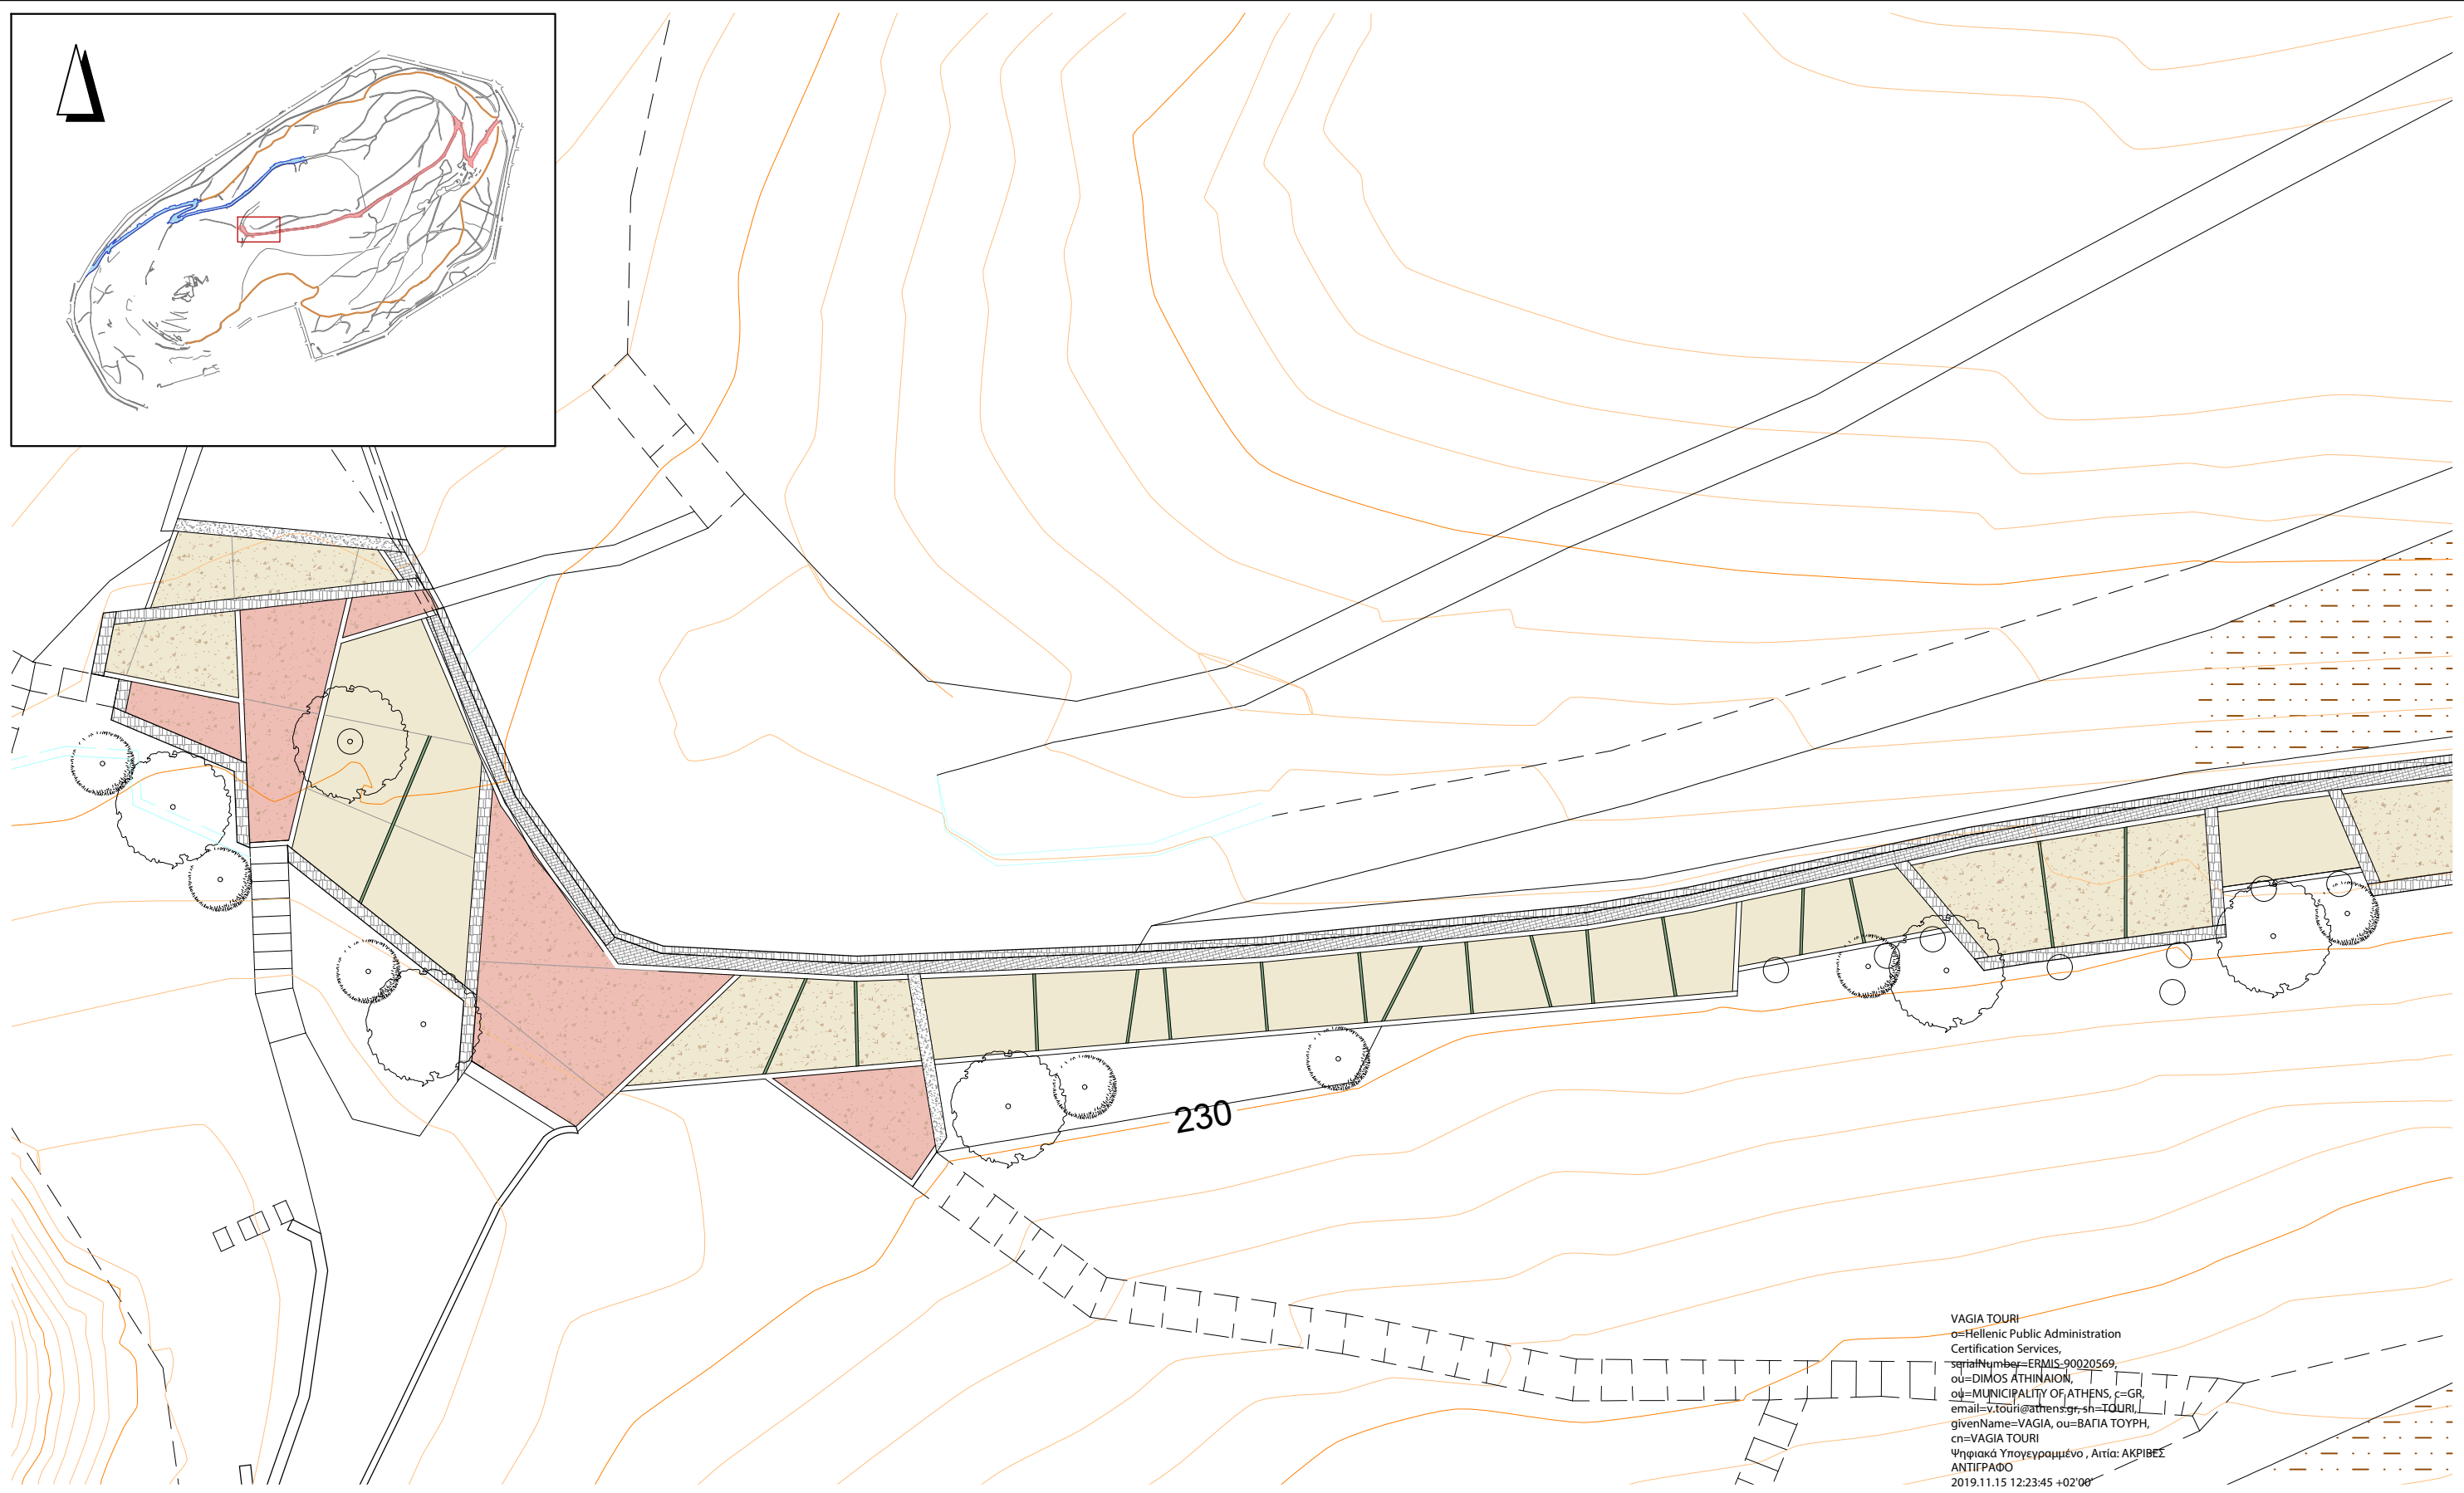 230
VAGIA TOURI
o=Hellenic Public Administration
Certification Services,
serialNumber=ERMIS-90020569,
ou=DIMOS ATHINAION,
ou=MUNICIPALITY OF ATHENS, c=GR,
email=v.touri@athens.gr, sn=TOURI,
givenName=VAGIA, ou=ΒΑΓΙΑ ΤΟΥΡΗ,
cn=VAGIA TOURI
Ψηφιακά Υπογεγραμμένο , Αιτία: ΑΚΡΙΒΕΣ
ΑΝΤΙΓΡΑΦΟ
2019.11.15 12:23:45 +02'00'